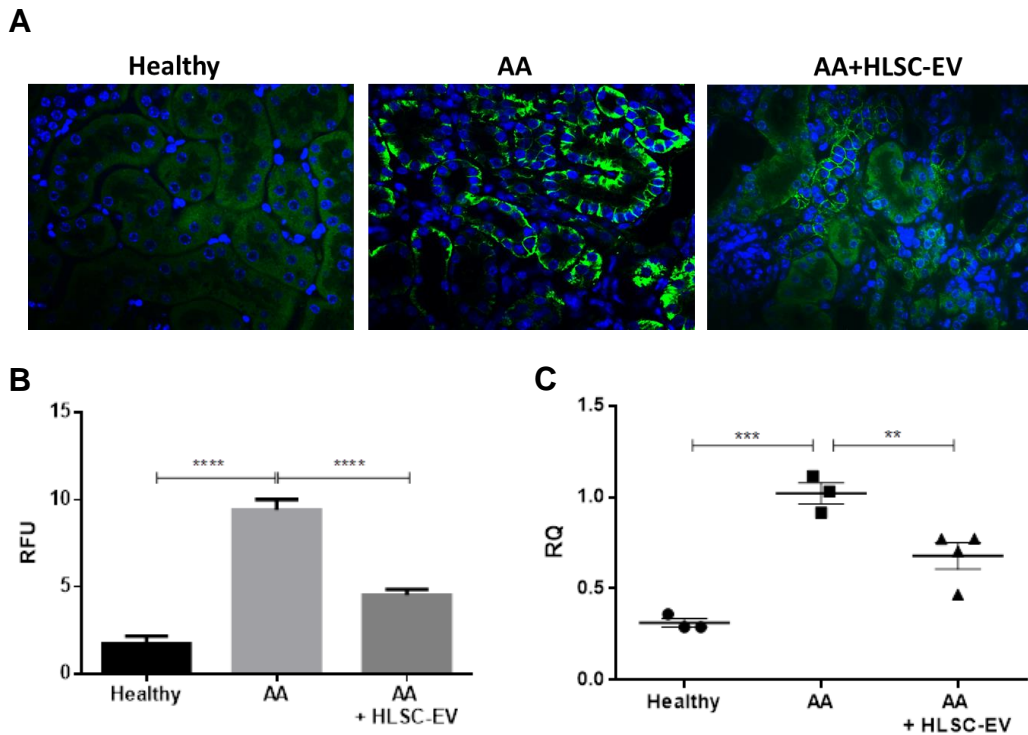 A
Healthy
AA
AA+HLSC-EV
B
15
10
5
0
RFU
****
****
Healthy
AA
AA
+ HLSC-EV
C
1.5
1.0
0.5
0.0
RQ
***
**
Healthy
AA
AA
+ HLSC-EV